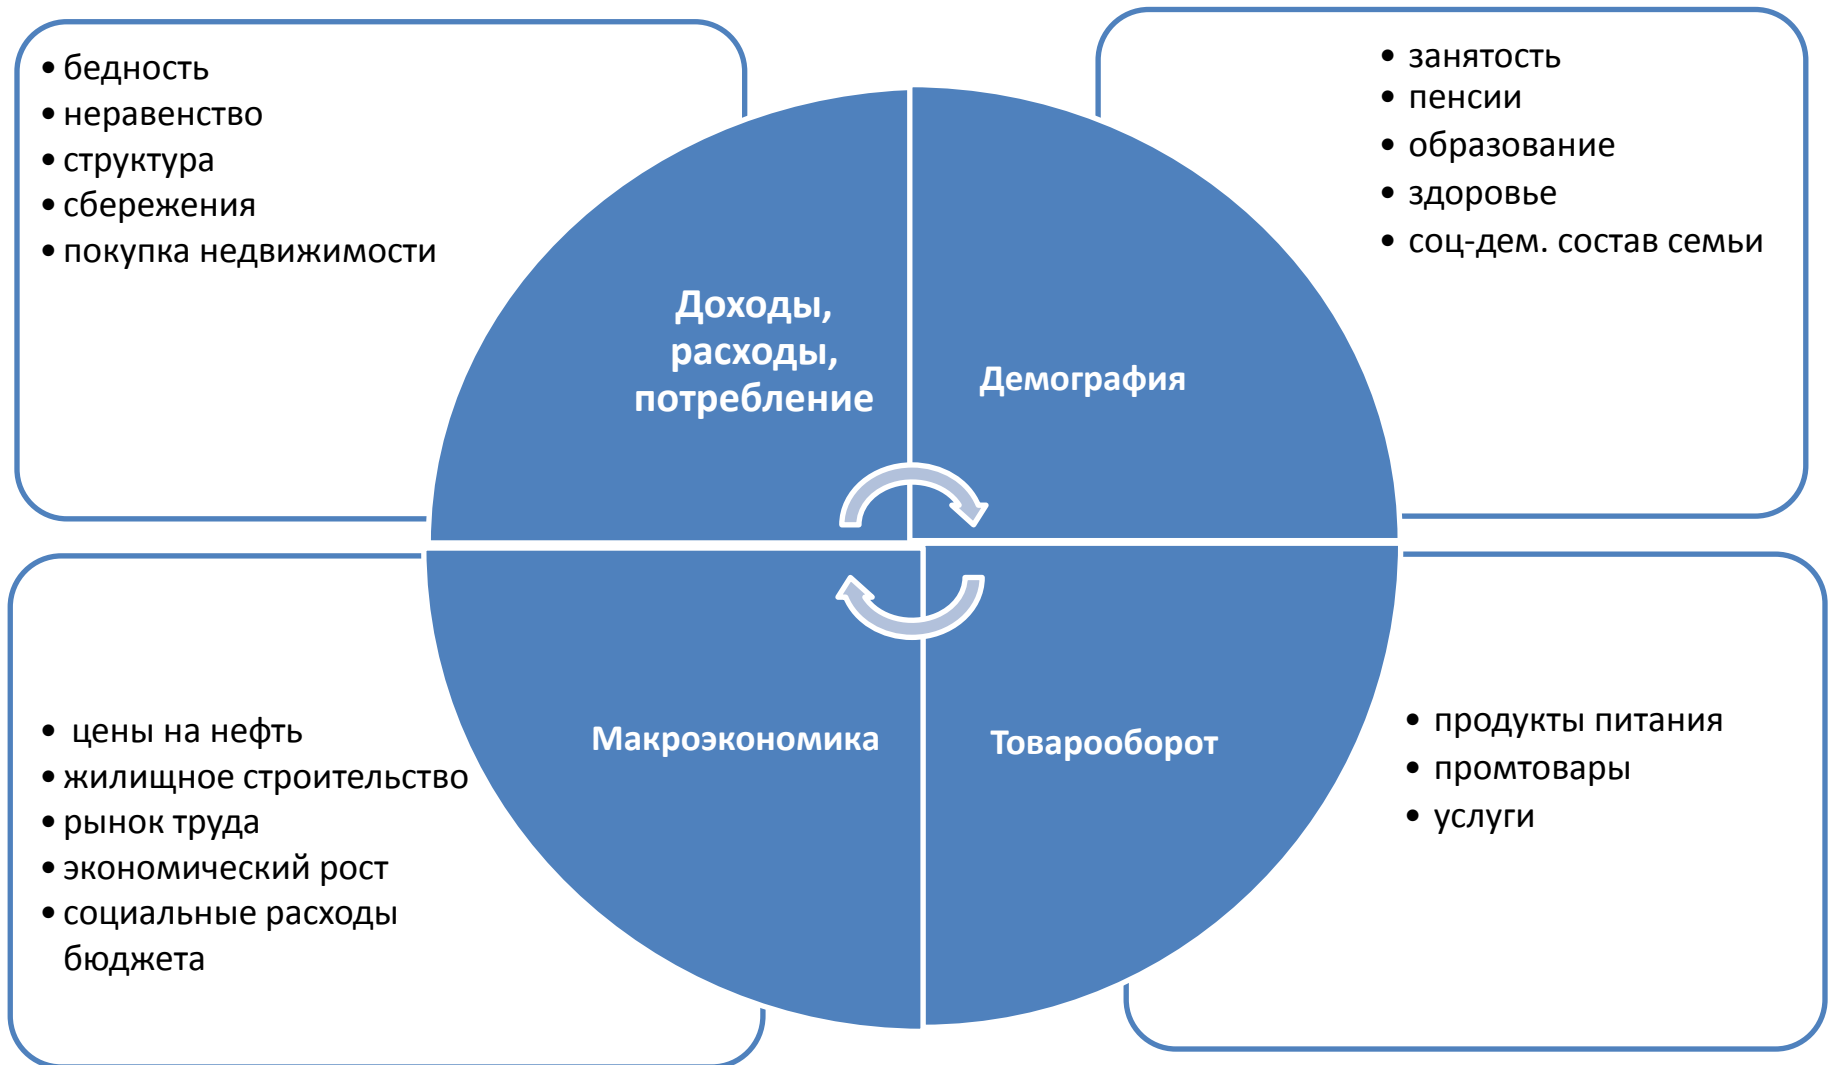 • бедность
• неравенство
• структура
• сбережения
• покупка недвижимости
• занятость
• пенсии
• образование
• здоровье
• соц-дем. состав семьи
Доходы,
расходы,
потребление
Демография
Макроэкономика
Товарооборот
• цены на нефть
• жилищное строительство
• рынок труда
• экономический рост
• социальные расходы
бюджета
• продукты питания
• промтовары
• услуги